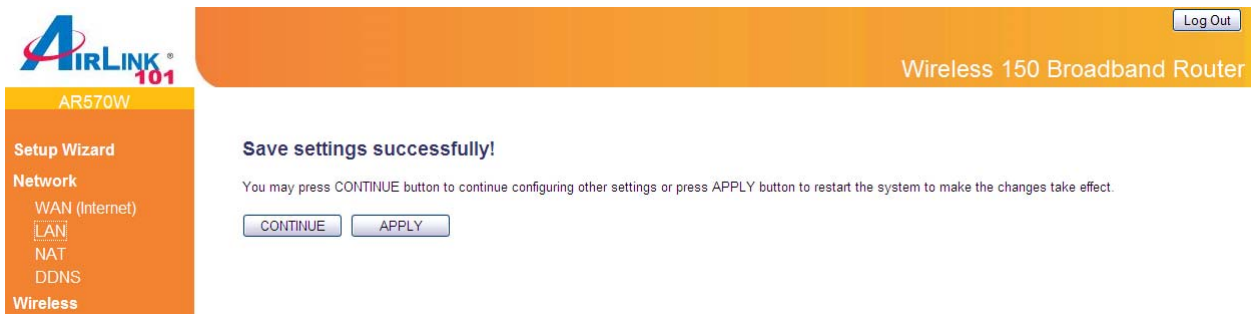 Log Out
AIRLINK ®
101
Wireless 150 Broadband Router
AR570W
Setup Wizard
Network
WAN (Internet)
LAN
NAT
DDNS
Wireless
Save settings successfully!
You may press CONTINUE button to continue configuring other settings or press APPLY button to restart the system to make the changes take effect.
CONTINUE APPLY